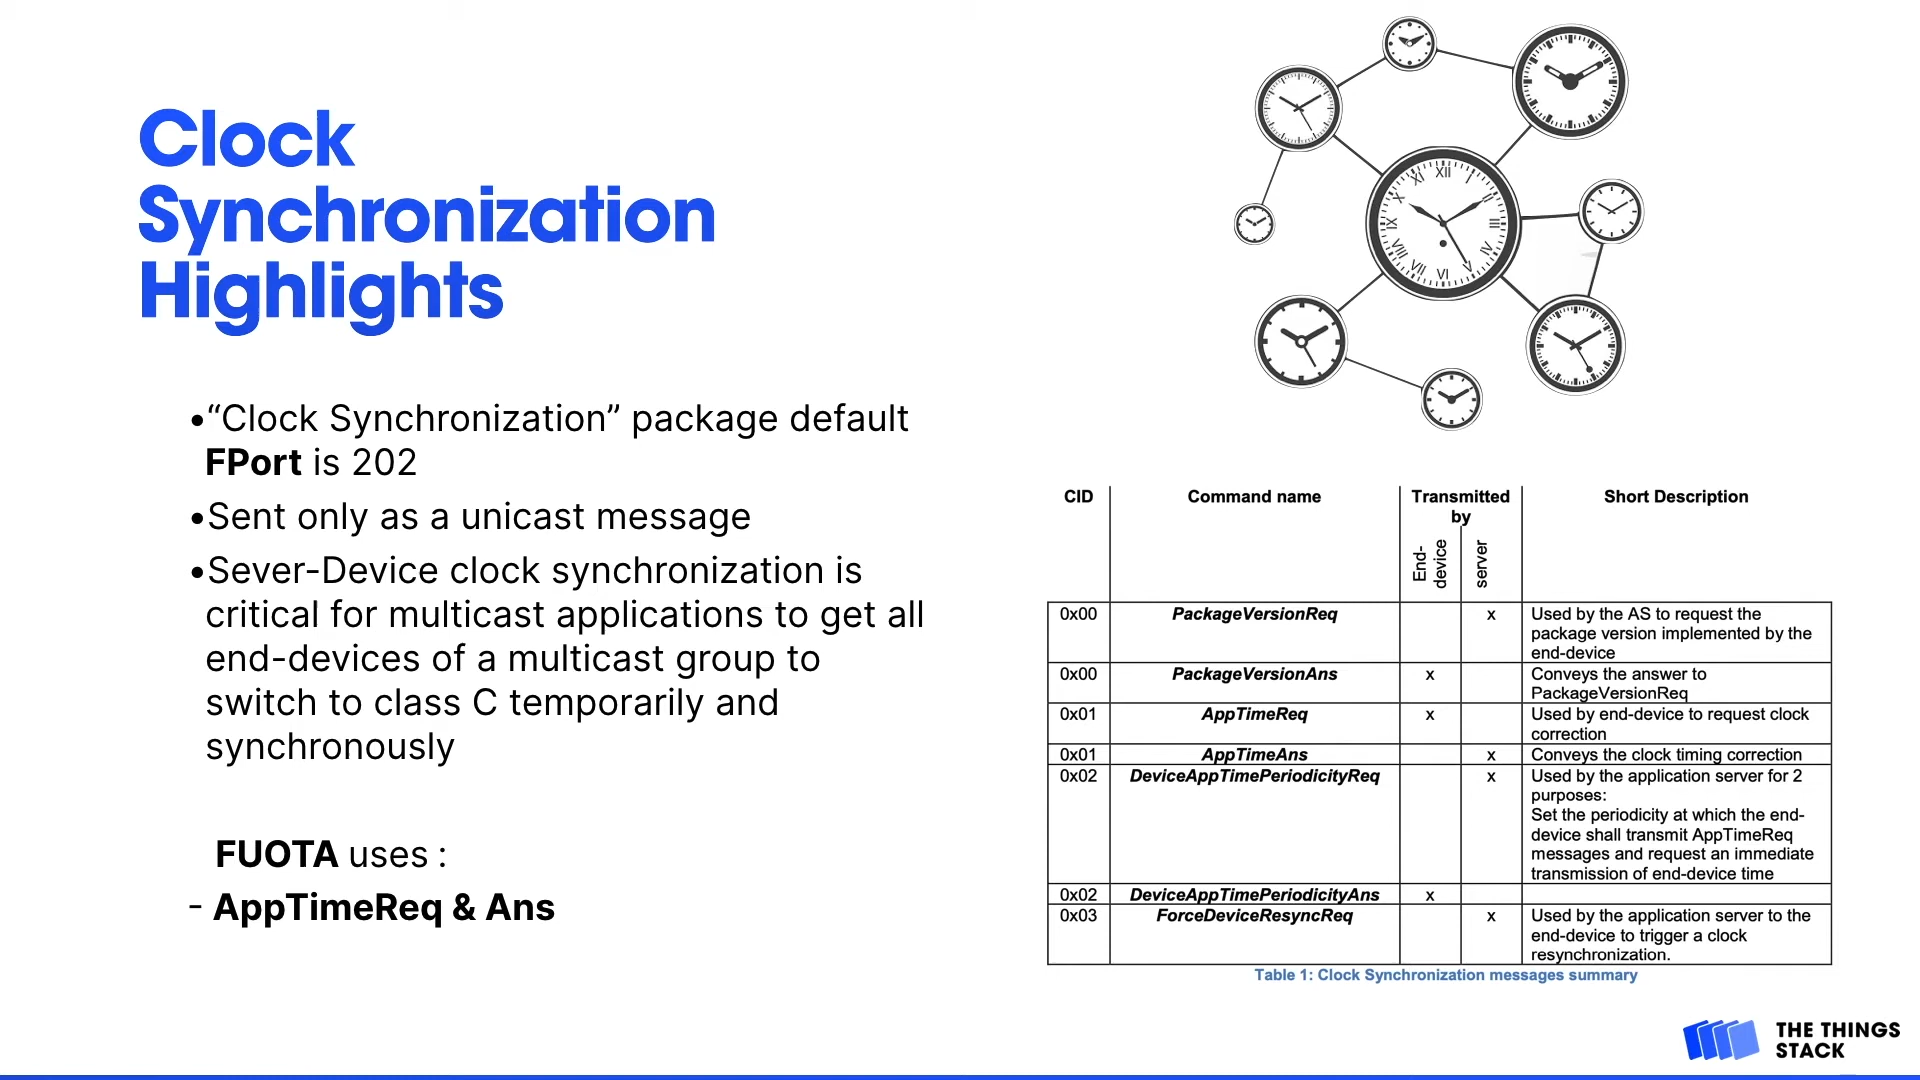 Clock
Synchronization
Highlights
•“Clock Synchronization” package default
FPort is 202
•Sent only as a unicast message
•Sever-Device clock synchronization is
critical for multicast applications to get all
end-devices of a multicast group to
switch to class C temporarily and
synchronously
FUOTA uses :
- AppTimeReq & Ans
XII I II III IV V VI VII VIII IX X XI
CID Command name Transmitted by Short Description
End-device server
0x00 PackageVersionReq x Used by the AS to request the
package version implemented by the
end-device
0x00 PackageVersionAns x Conveys the answer to
PackageVersionReq
0x01 AppTimeReq x Used by end-device to request clock
correction
0x01 AppTimeAns x Conveys the clock timing correction
0x02 DeviceAppTimePeriodicityReq x Used by the application server for 2
purposes:
Set the periodicity at which the end-
device shall transmit AppTimeReq
messages and request an immediate
transmission of end-device time
0x02 DeviceAppTimePeriodicityAns x
0x03 ForceDeviceResyncReq x Used by the application server to the
end-device to trigger a clock
resynchronization.
Table 1: Clock Synchronization messages summary
THE THINGS
STACK